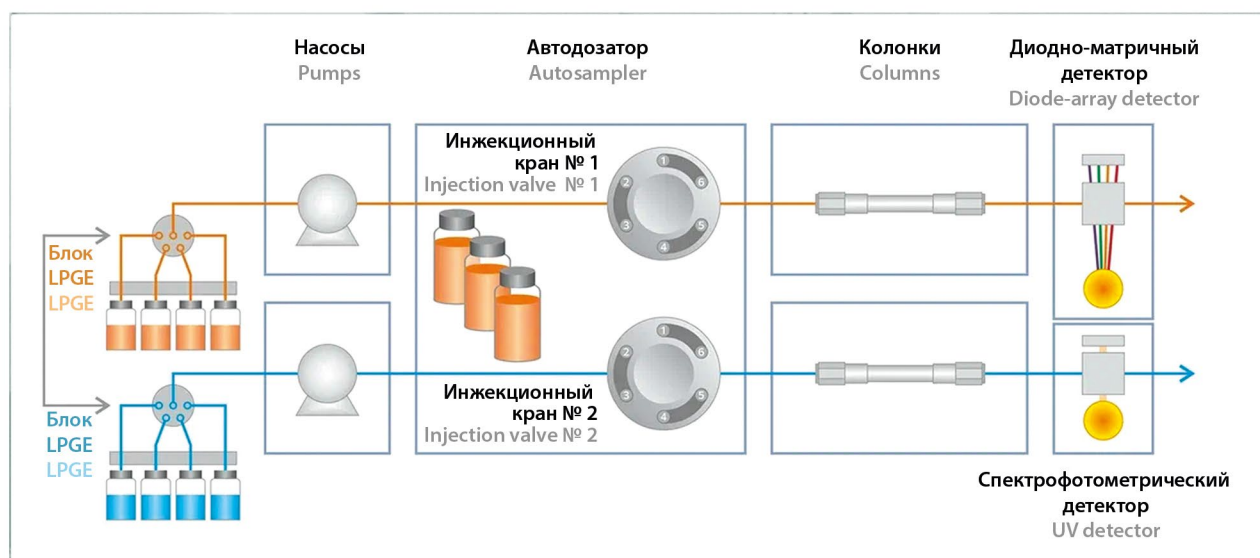 Насосы
Pumps
Автодозатор
Autosampler
Колонки
Columns
Диодно-матричный
детектор
Diode-array detector
Инжекционный
кран № 1
Injection valve № 1
1
2
3
4
5
6
Блок
LPGE
LPGE
1
2
3
4
5
6
Инжекционный
кран № 2
Injection valve № 2
Блок
LPGE
LPGE
Спектрофотометрический
детектор
UV detector